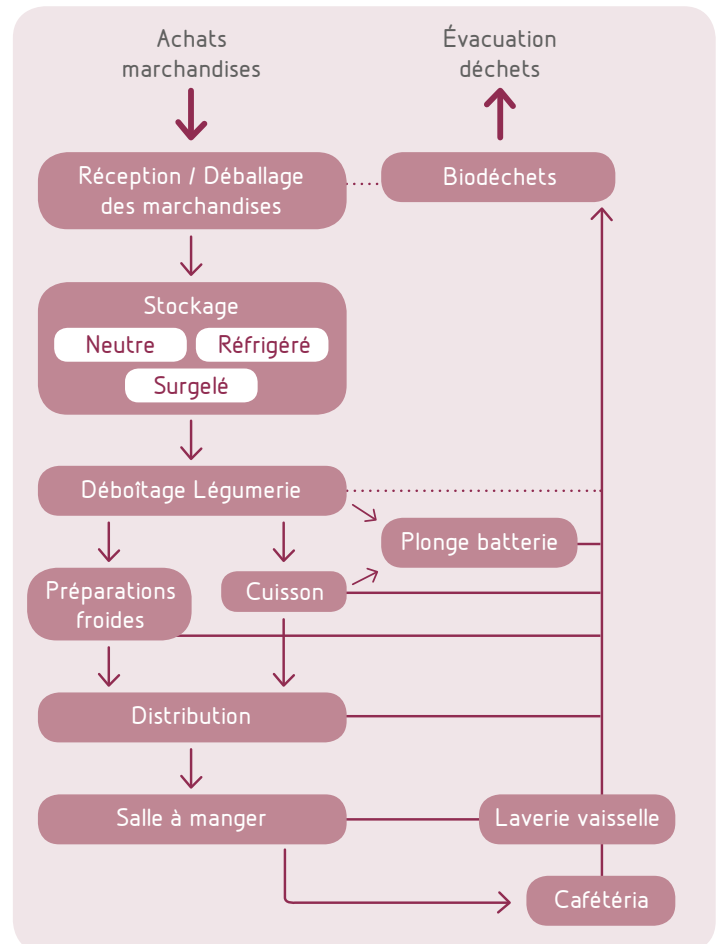 Achats
marchandises
Évacuation
déchets
Réception / Déballage
des marchandises
Biodéchets
Stockage
Neutre
Réfrigéré
Surgelé
Déboîtage Légumerie
Plonge batterie
Préparations
froides
Cuisson
Distribution
Salle à manger
Laverie vaisselle
Cafétéria